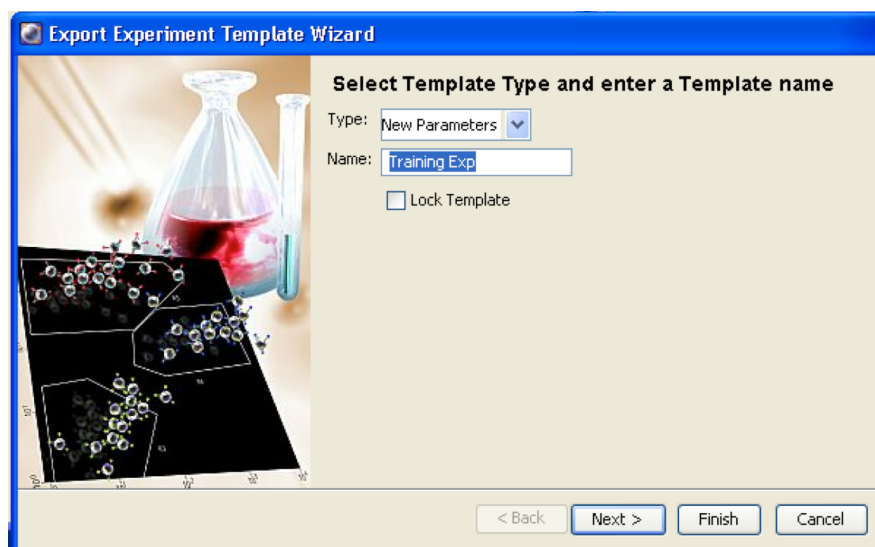 Export Experiment Template Wizard
Select Template Type and enter a Template name
Type: New Parameters
Name: Training Exp
Lock Template
< Back Next > Finish Cancel